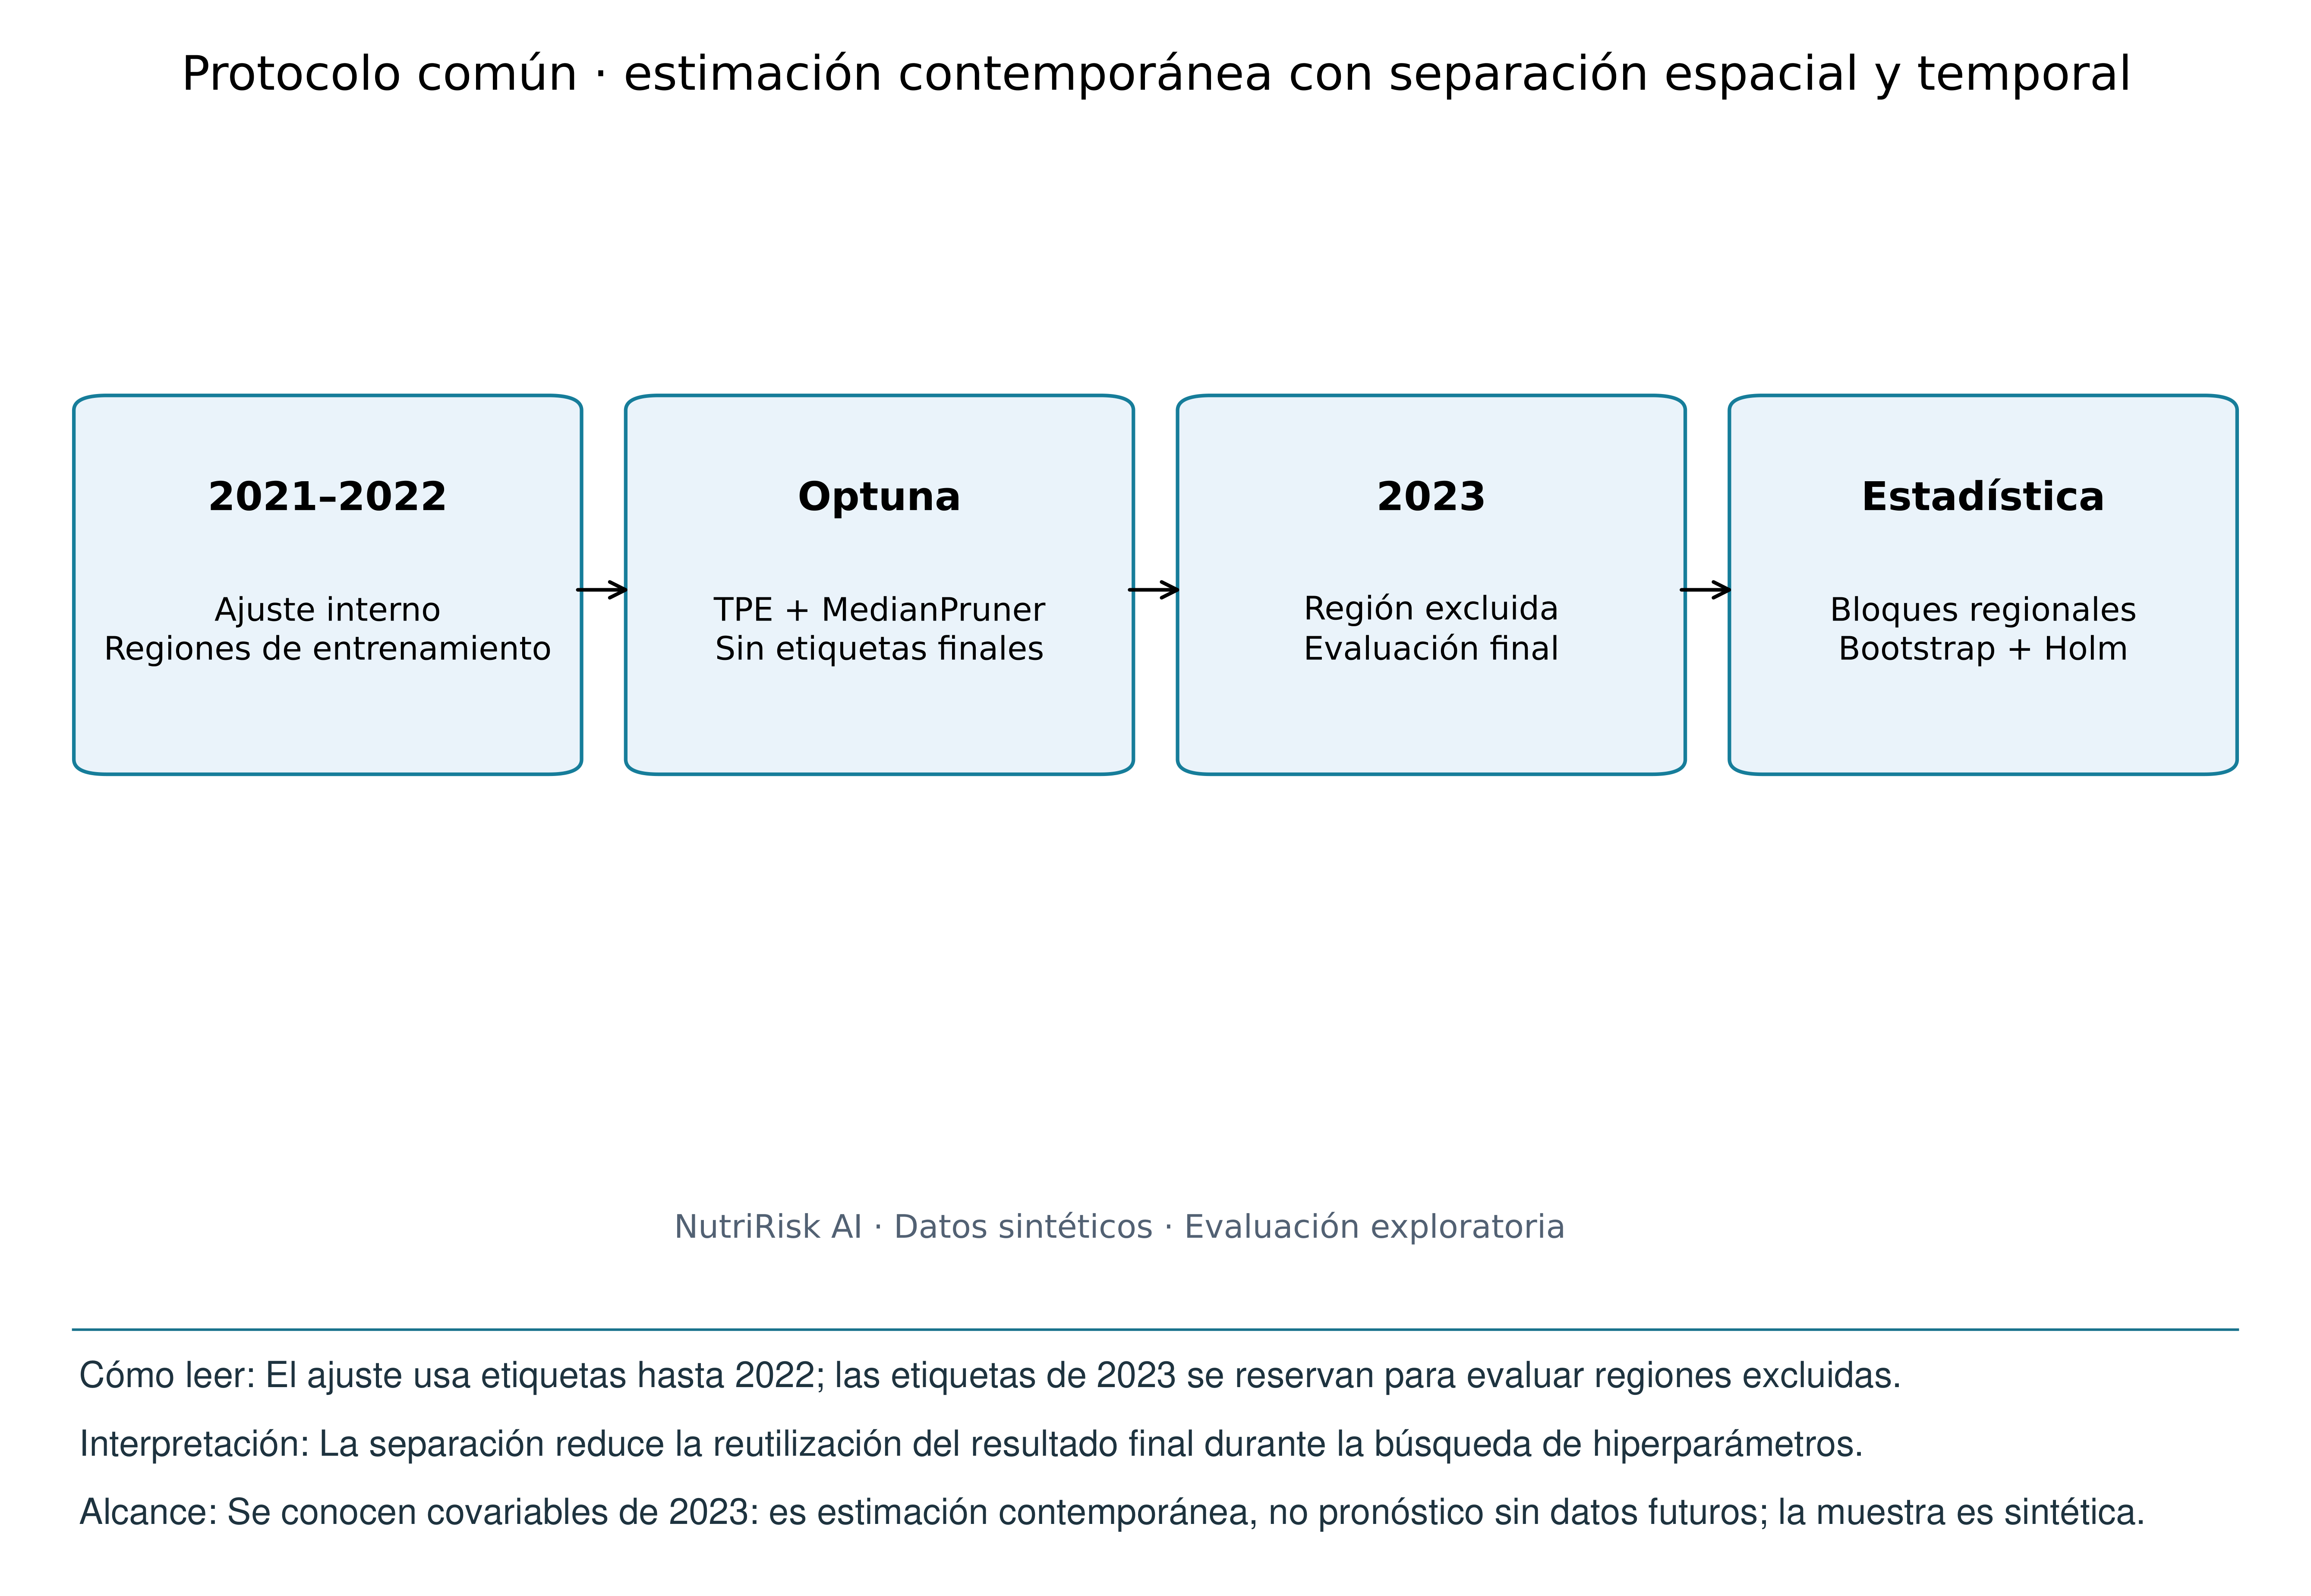 Protocolo común · estimación contemporánea con separación espacial y temporal
2021–2022
Ajuste interno
Regiones de entrenamiento
Optuna
TPE + MedianPruner
Sin etiquetas finales
2023
Región excluida
Evaluación final
Estadística
Bloques regionales
Bootstrap + Holm
NutriRisk AI · Datos sintéticos · Evaluación exploratoria
Cómo leer: El ajuste usa etiquetas hasta 2022; las etiquetas de 2023 se reservan para evaluar regiones excluidas.
Interpretación: La separación reduce la reutilización del resultado final durante la búsqueda de hiperparámetros.
Alcance: Se conocen covariables de 2023: es estimación contemporánea, no pronóstico sin datos futuros; la muestra es sintética.